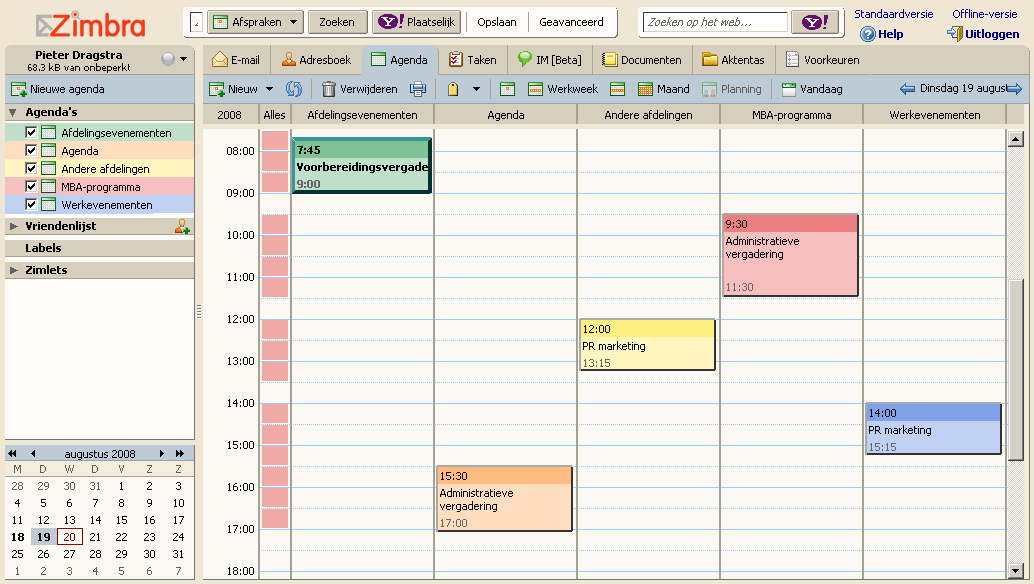 Zimbra
Afspraken
Zoeken
Y! Plaatselijk
Opslaan
Geavanceerd
Zoeken op het web...
Y!
Standaardversie
Offline-versie
Help
Uitloggen
Pieter Dragstra
68.3 kB van onbeperkt
E-mail
Adresboek
Agenda
Taken
IM [Beta]
Documenten
Aktentas
Voorkeuren
Nieuwe agenda
Nieuw
Verwijderen
Werkweek
Maand
Planning
Vandaag
Dinsdag 19 august
Agenda's
Afdelingsevenementen
Agenda
Andere afdelingen
MBA-programma
Werkevenementen
Vriendenlijst
Labels
Zimlets
2008
Alles
Afdelingsevenementen
Agenda
Andere afdelingen
MBA-programma
Werkevenementen
08:00
09:00
10:00
11:00
12:00
13:00
14:00
15:00
16:00
17:00
18:00
7:45
Voorbereidingsvergade
9:00
15:30
Administratieve
vergadering
17:00
12:00
PR marketing
13:15
9:30
Administratieve
vergadering
11:30
14:00
PR marketing
15:15
augustus 2008
M D W D V Z Z
28 29 30 31 1 2 3
4 5 6 7 8 9 10
11 12 13 14 15 16 17
18 19 20 21 22 23 24
25 26 27 28 29 30 31
1 2 3 4 5 6 7